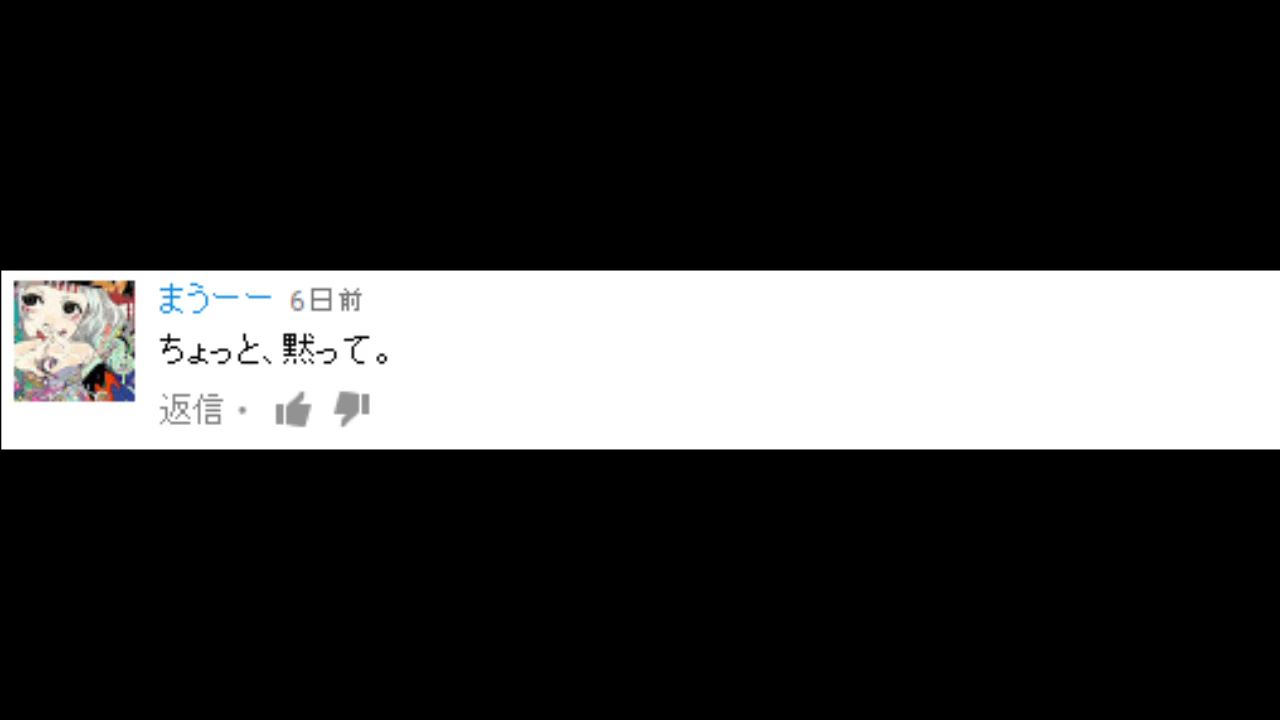 まうーー 6日前
ちょっと、黙って。
返信・